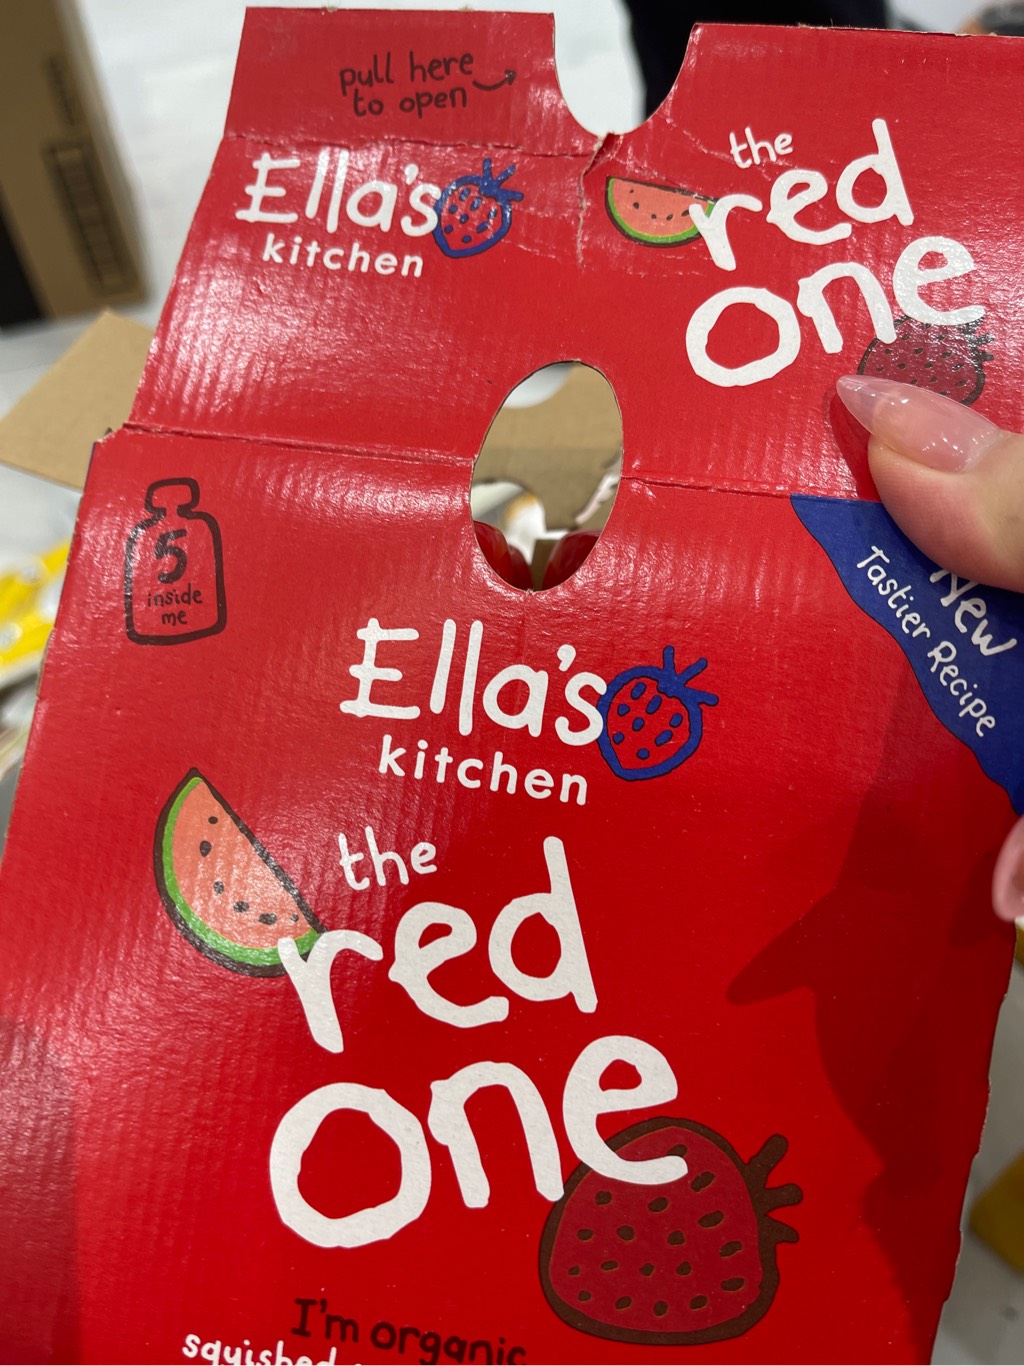 pull here
to open
Ella's
kitchen
the
red
one
5
inside
me
New
Tastier Recipe
Ella's
kitchen
the
red
one
I'm organic
squished